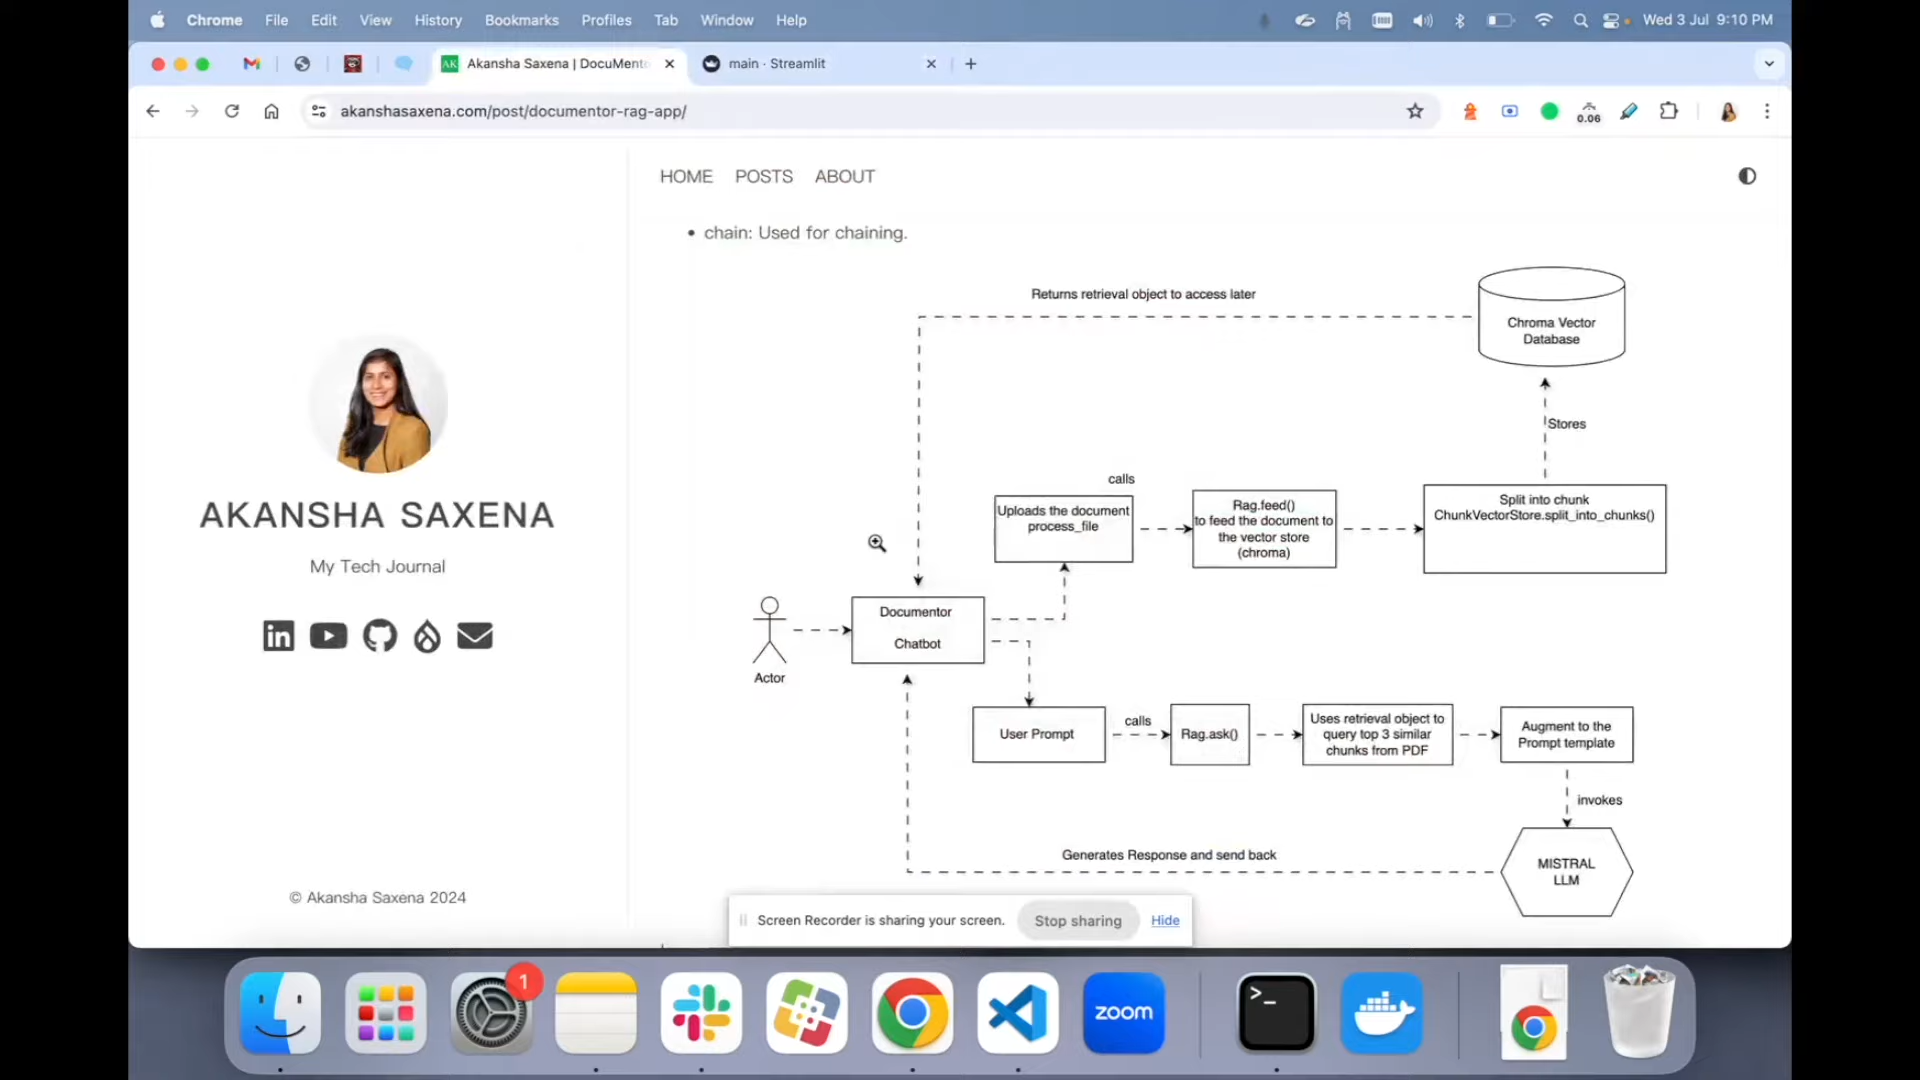 Chrome File Edit View History Bookmarks Profiles Tab Window Help Wed 3 Jul 9:10 PM
AK Akansha Saxena | DocuMento
main · Streamlit
akanshasaxena.com/post/documentor-rag-app/
0.06
HOME POSTS ABOUT
• chain: Used for chaining.
AKANSHA SAXENA
My Tech Journal
© Akansha Saxena 2024
Returns retrieval object to access later
Chroma Vector
Database
Stores
calls
Uploads the document
process_file
Rag.feed()
to feed the document to
the vector store
(chroma)
Split into chunk
ChunkVectorStore.split_into_chunks()
Documentor
Chatbot
Actor
User Prompt
calls
Rag.ask()
Uses retrieval object to
query top 3 similar
chunks from PDF
Augment to the
Prompt template
invokes
Generates Response and send back
MISTRAL
LLM
Screen Recorder is sharing your screen. Stop sharing Hide
1
zoom
>_